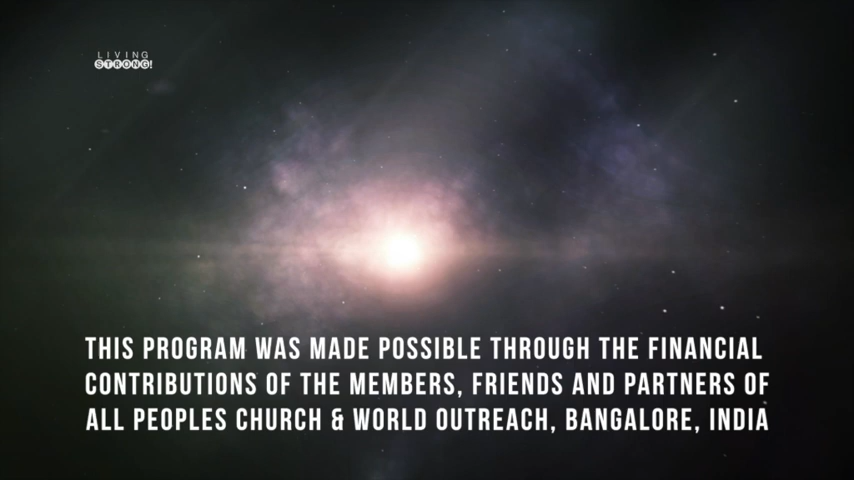 LIVING
STRONG!
THIS PROGRAM WAS MADE POSSIBLE THROUGH THE FINANCIAL
CONTRIBUTIONS OF THE MEMBERS, FRIENDS AND PARTNERS OF
ALL PEOPLES CHURCH & WORLD OUTREACH, BANGALORE, INDIA